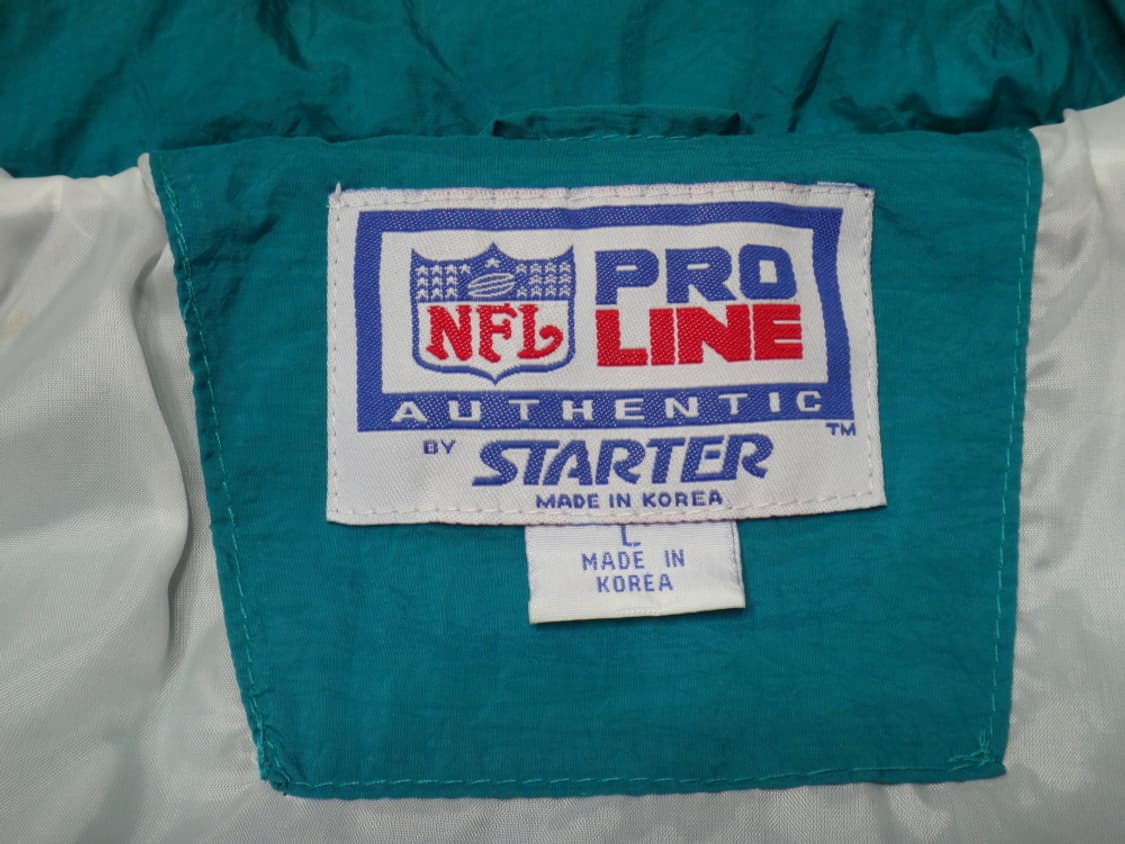 NFL
PRO
LINE
AUTHENTIC
BY STARTER TM
MADE IN KOREA
L
MADE IN
KOREA